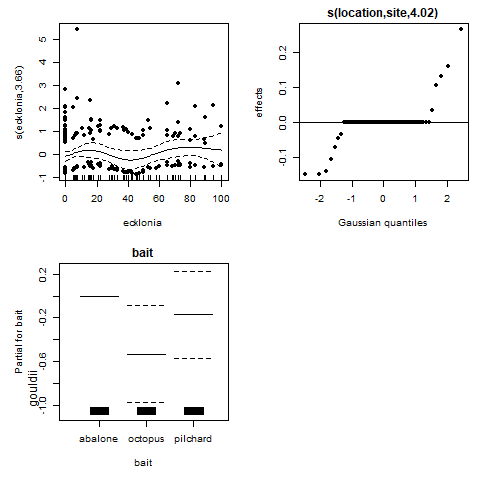 s(location,site,4.02)
s(ecklonia,3.66)
5
4
3
2
1
0
-1
0 20 40 60 80 100
ecklonia
effects
0.2
0.1
0.0
-0.1
-2 -1 0 1 2
Gaussian quantiles
bait
Partial for bait
gouldii
0.2
-0.2
-0.6
-1.0
abalone octopus pilchard
bait